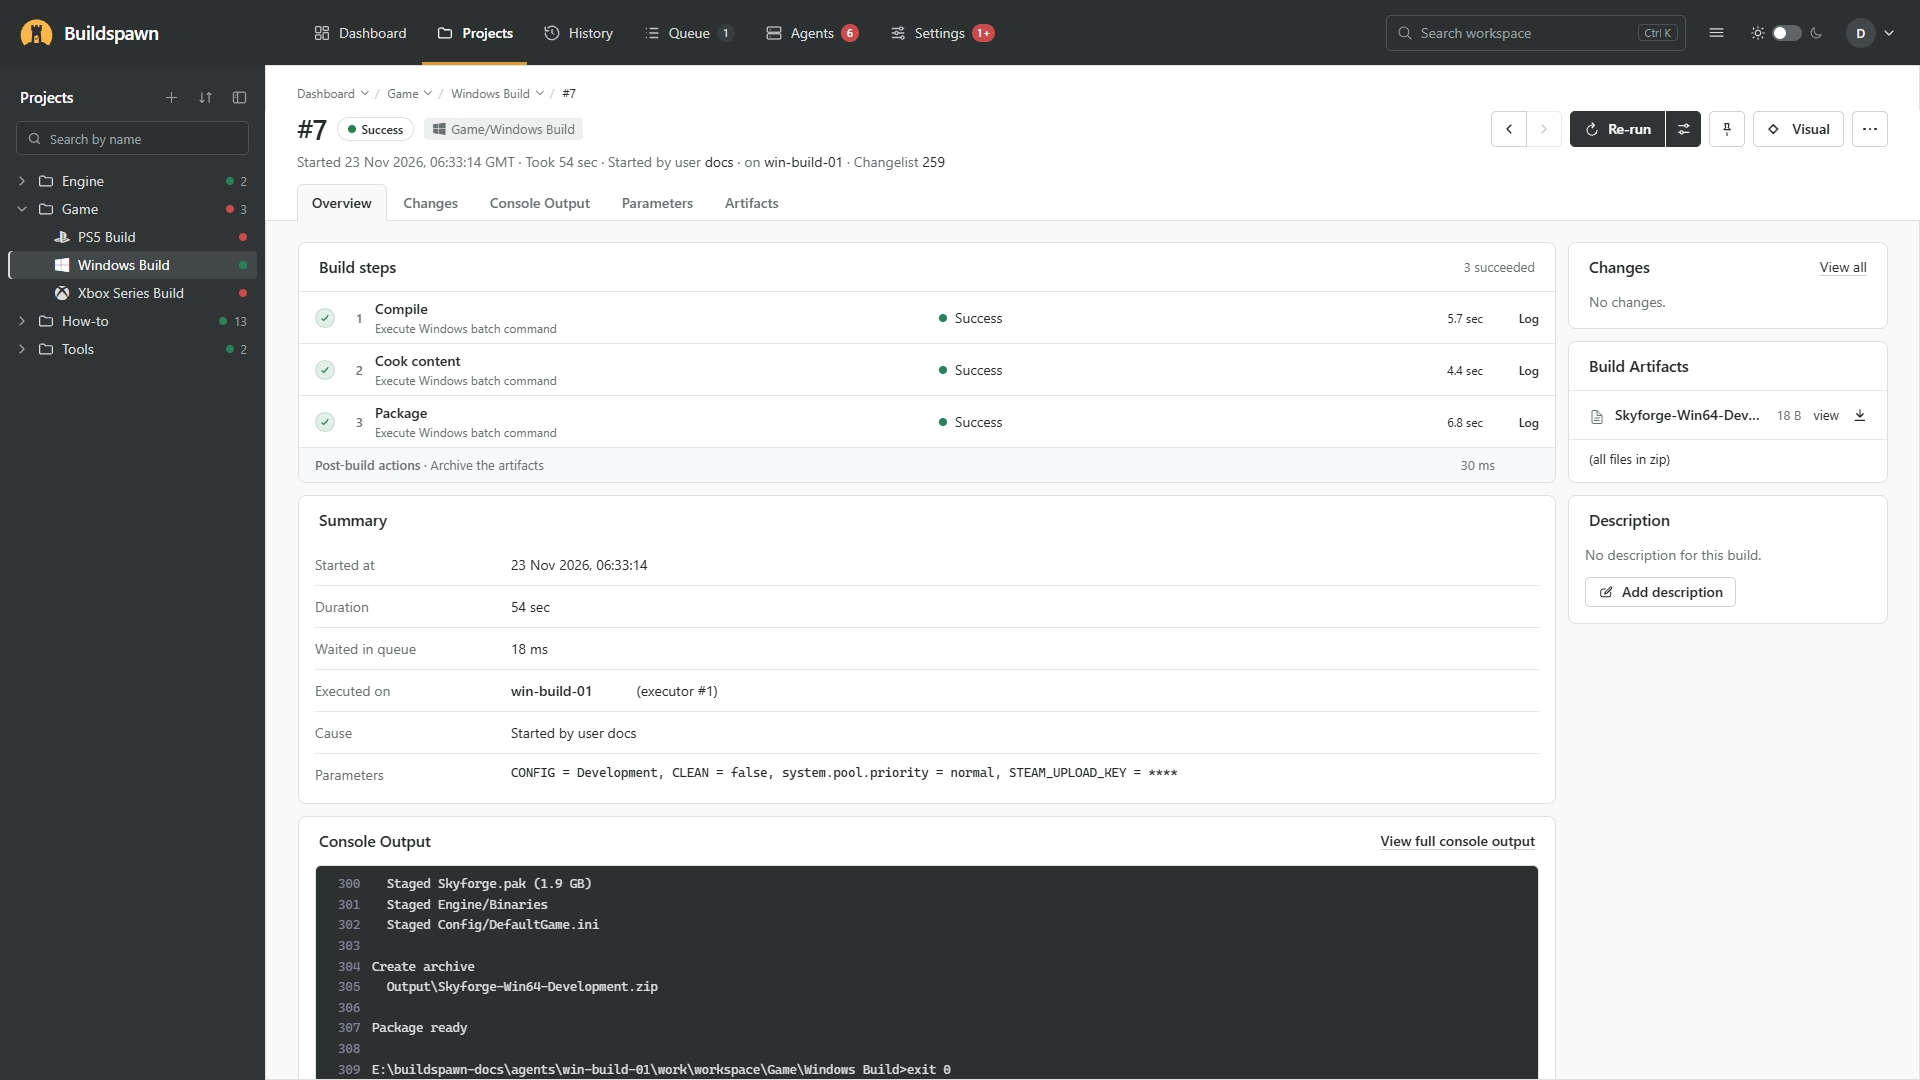 Buildspawn
Dashboard
Projects
History
Queue 1
Agents 6
Settings 1+
Search workspace Ctrl K
D
Projects
Search by name
Engine 2
Game 3
PS5 Build
Windows Build
Xbox Series Build
How-to 13
Tools 2
Dashboard / Game / Windows Build / #7
#7 Success Game/Windows Build
Re-run
Visual
Started 23 Nov 2026, 06:33:14 GMT · Took 54 sec · Started by user docs · on win-build-01 · Changelist 259
Overview Changes Console Output Parameters Artifacts
Build steps 3 succeeded
1 Compile
Execute Windows batch command
Success 5.7 sec Log
2 Cook content
Execute Windows batch command
Success 4.4 sec Log
3 Package
Execute Windows batch command
Success 6.8 sec Log
Post-build actions · Archive the artifacts 30 ms
Summary
Started at 23 Nov 2026, 06:33:14
Duration 54 sec
Waited in queue 18 ms
Executed on win-build-01 (executor #1)
Cause Started by user docs
Parameters CONFIG = Development, CLEAN = false, system.pool.priority = normal, STEAM_UPLOAD_KEY = ****
Console Output View full console output
300 Staged Skyforge.pak (1.9 GB)
301 Staged Engine/Binaries
302 Staged Config/DefaultGame.ini
303
304 Create archive
305 Output\Skyforge-Win64-Development.zip
306
307 Package ready
308
309 E:\buildspawn-docs\agents\win-build-01\work\workspace\Game\Windows Build>exit 0
Changes View all
No changes.
Build Artifacts
Skyforge-Win64-Dev... 18 B view
(all files in zip)
Description
No description for this build.
Add description